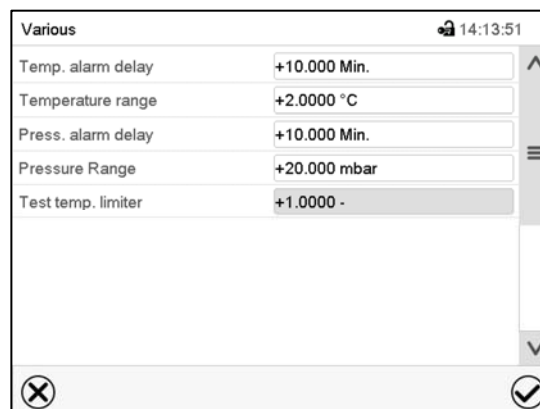 Various 14:13:51
Temp. alarm delay +10.000 Min.
Temperature range +2.0000 °C
Press. alarm delay +10.000 Min.
Pressure Range +20.000 mbar
Test temp. limiter +1.0000 -